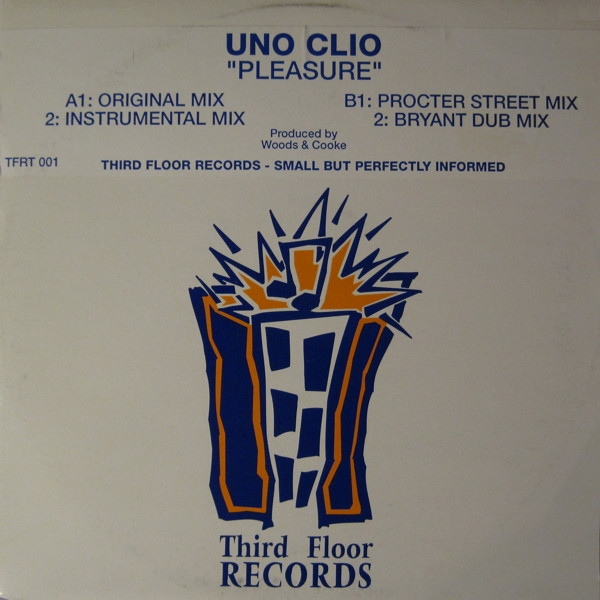 UNO CLIO
"PLEASURE"
A1: ORIGINAL MIX
2: INSTRUMENTAL MIX
B1: PROCTER STREET MIX
2: BRYANT DUB MIX
Produced by
Woods & Cooke
TFRT 001
THIRD FLOOR RECORDS - SMALL BUT PERFECTLY INFORMED
Third Floor
RECORDS